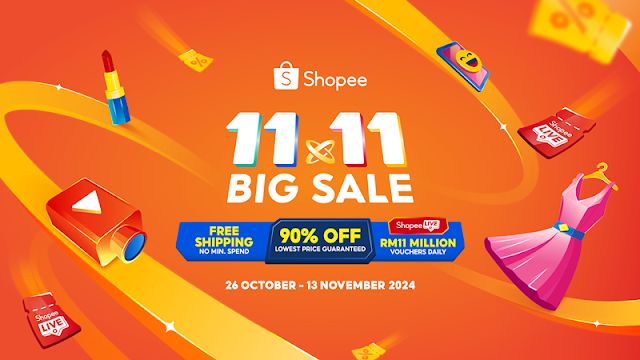 Shopee
11 11
BIG SALE
FREE
SHIPPING
NO MIN. SPEND
90% OFF
LOWEST PRICE GUARANTEED
Shopee LIVE
RM11 MILLION
VOUCHERS DAILY
26 OCTOBER - 13 NOVEMBER 2024
Shopee
LIVE
Shopee
LIVE